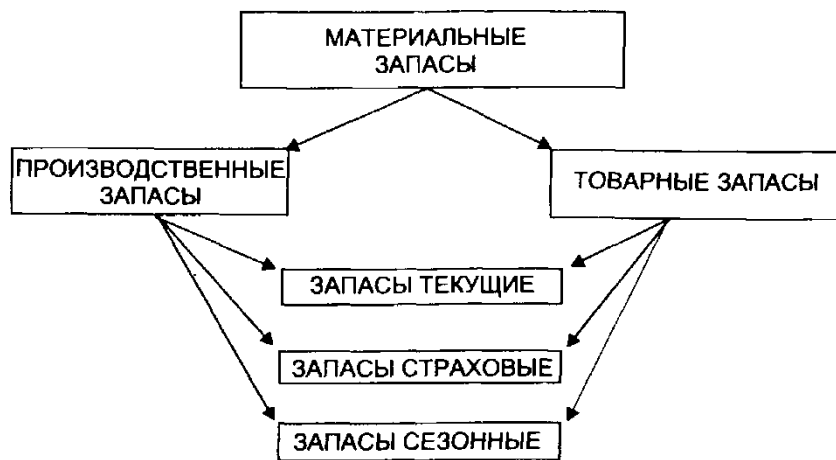 МАТЕРИАЛЬНЫЕ
ЗАПАСЫ
ПРОИЗВОДСТВЕННЫЕ
ЗАПАСЫ
ТОВАРНЫЕ ЗАПАСЫ
ЗАПАСЫ ТЕКУЩИЕ
ЗАПАСЫ СТРАХОВЫЕ
ЗАПАСЫ СЕЗОННЫЕ